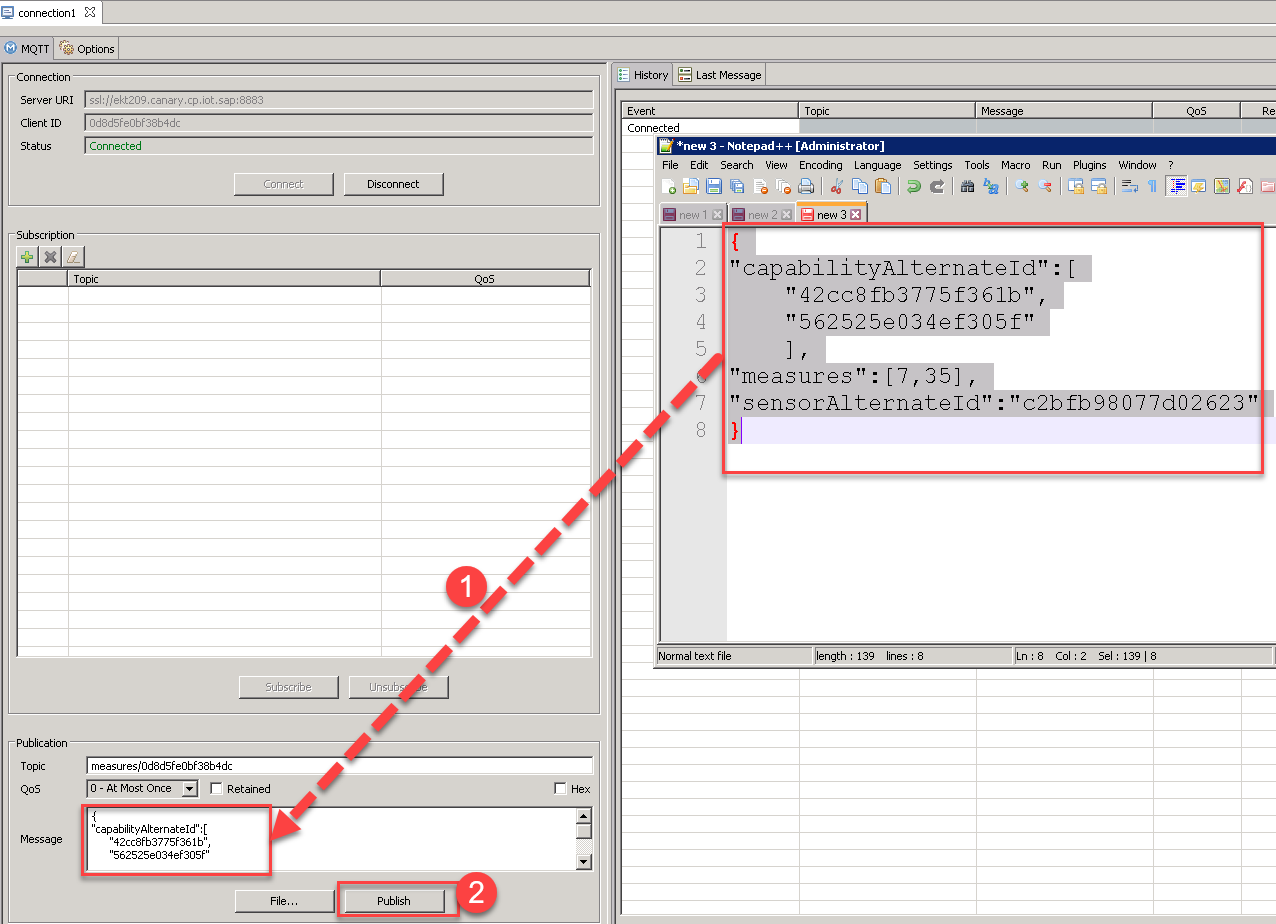 connection1
MQTT Options
Connection
Server URI ssl://ekt209.canary.cp.iot.sap:8883
Client ID 0d8d5fe0bf38b4dc
Status Connected
Connect Disconnect
Subscription
Topic QoS
Subscribe Unsubscribe
Publication
Topic measures/0d8d5fe0bf38b4dc
QoS 0 - At Most Once Retained Hex
Message
{
"capabilityAlternateId":[
"42cc8fb3775f361b",
"562525e034ef305f"
File... Publish
1
2
History Last Message
Event Topic Message QoS Re
Connected
*new 3 - Notepad++ [Administrator]
File Edit Search View Encoding Language Settings Tools Macro Run Plugins Window ?
new 1 new 2 new 3
1 {
2 "capabilityAlternateId":[
3 "42cc8fb3775f361b",
4 "562525e034ef305f"
5 ],
6 "measures":[7,35],
7 "sensorAlternateId":"c2bfb98077d02623"
8 }
Normal text file length : 139 lines : 8 Ln : 8 Col : 2 Sel : 139 | 8